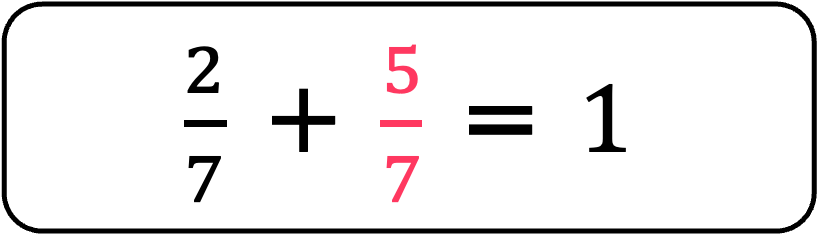 2/7 + 5/7 = 1